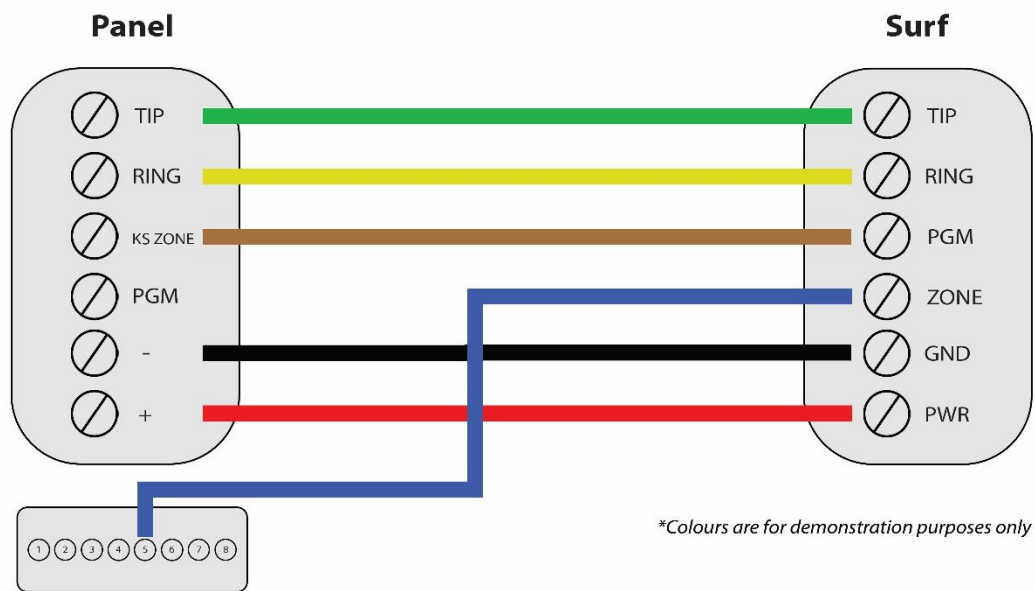 Panel Surf
TIP TIP
RING RING
KS ZONE PGM
PGM ZONE
- GND
+ PWR
*Colours are for demonstration purposes only
1 2 3 4 5 6 7 8